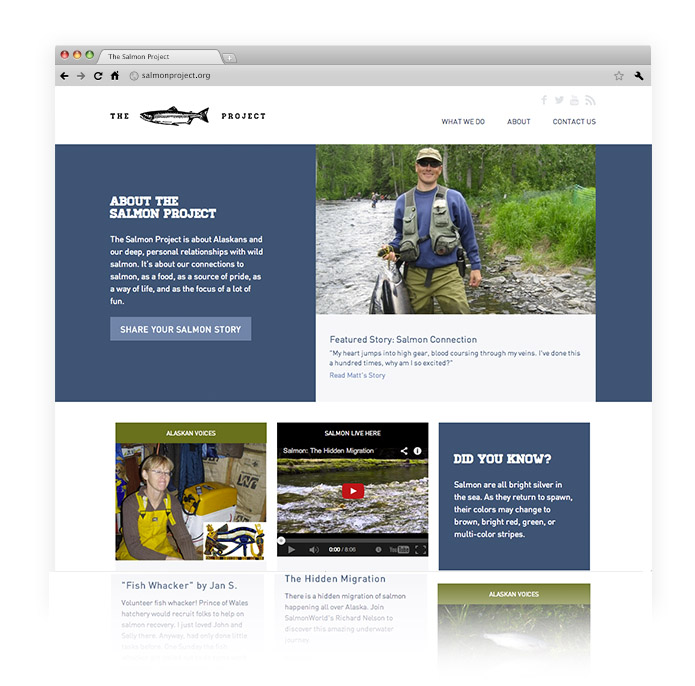 The Salmon Project
salmonproject.org
THE PROJECT
WHAT WE DO ABOUT CONTACT US
ABOUT THE
SALMON PROJECT
The Salmon Project is about Alaskans and
our deep, personal relationships with wild
salmon. It's about our connections to
salmon, as a food, as a source of pride, as
a way of life, and as the focus of a lot of
fun.
SHARE YOUR SALMON STORY
Featured Story: Salmon Connection
"My heart jumps into high gear, blood coursing through my veins. I've done this
a hundred times, why am I so excited?"
Read Matt's Story
ALASKAN VOICES
"Fish Whacker" by Jan S.
Volunteer fish whacker! Prince of Wales
hatchery would recruit folks to help on
salmon recovery. I just loved John and
Sally there. Anyway, had only done little
SALMON LIVE HERE
Salmon: The Hidden Migration
0:00 / 8:06
YouTube
The Hidden Migration
There is a hidden migration of salmon
happening all over Alaska. Join
SalmonWorld's Richard Nelson to
discover this amazing underwater
journey.
DID YOU KNOW?
Salmon are all bright silver in
the sea. As they return to spawn,
their colors may change to
brown, bright red, green, or
multi-color stripes.
ALASKAN VOICES